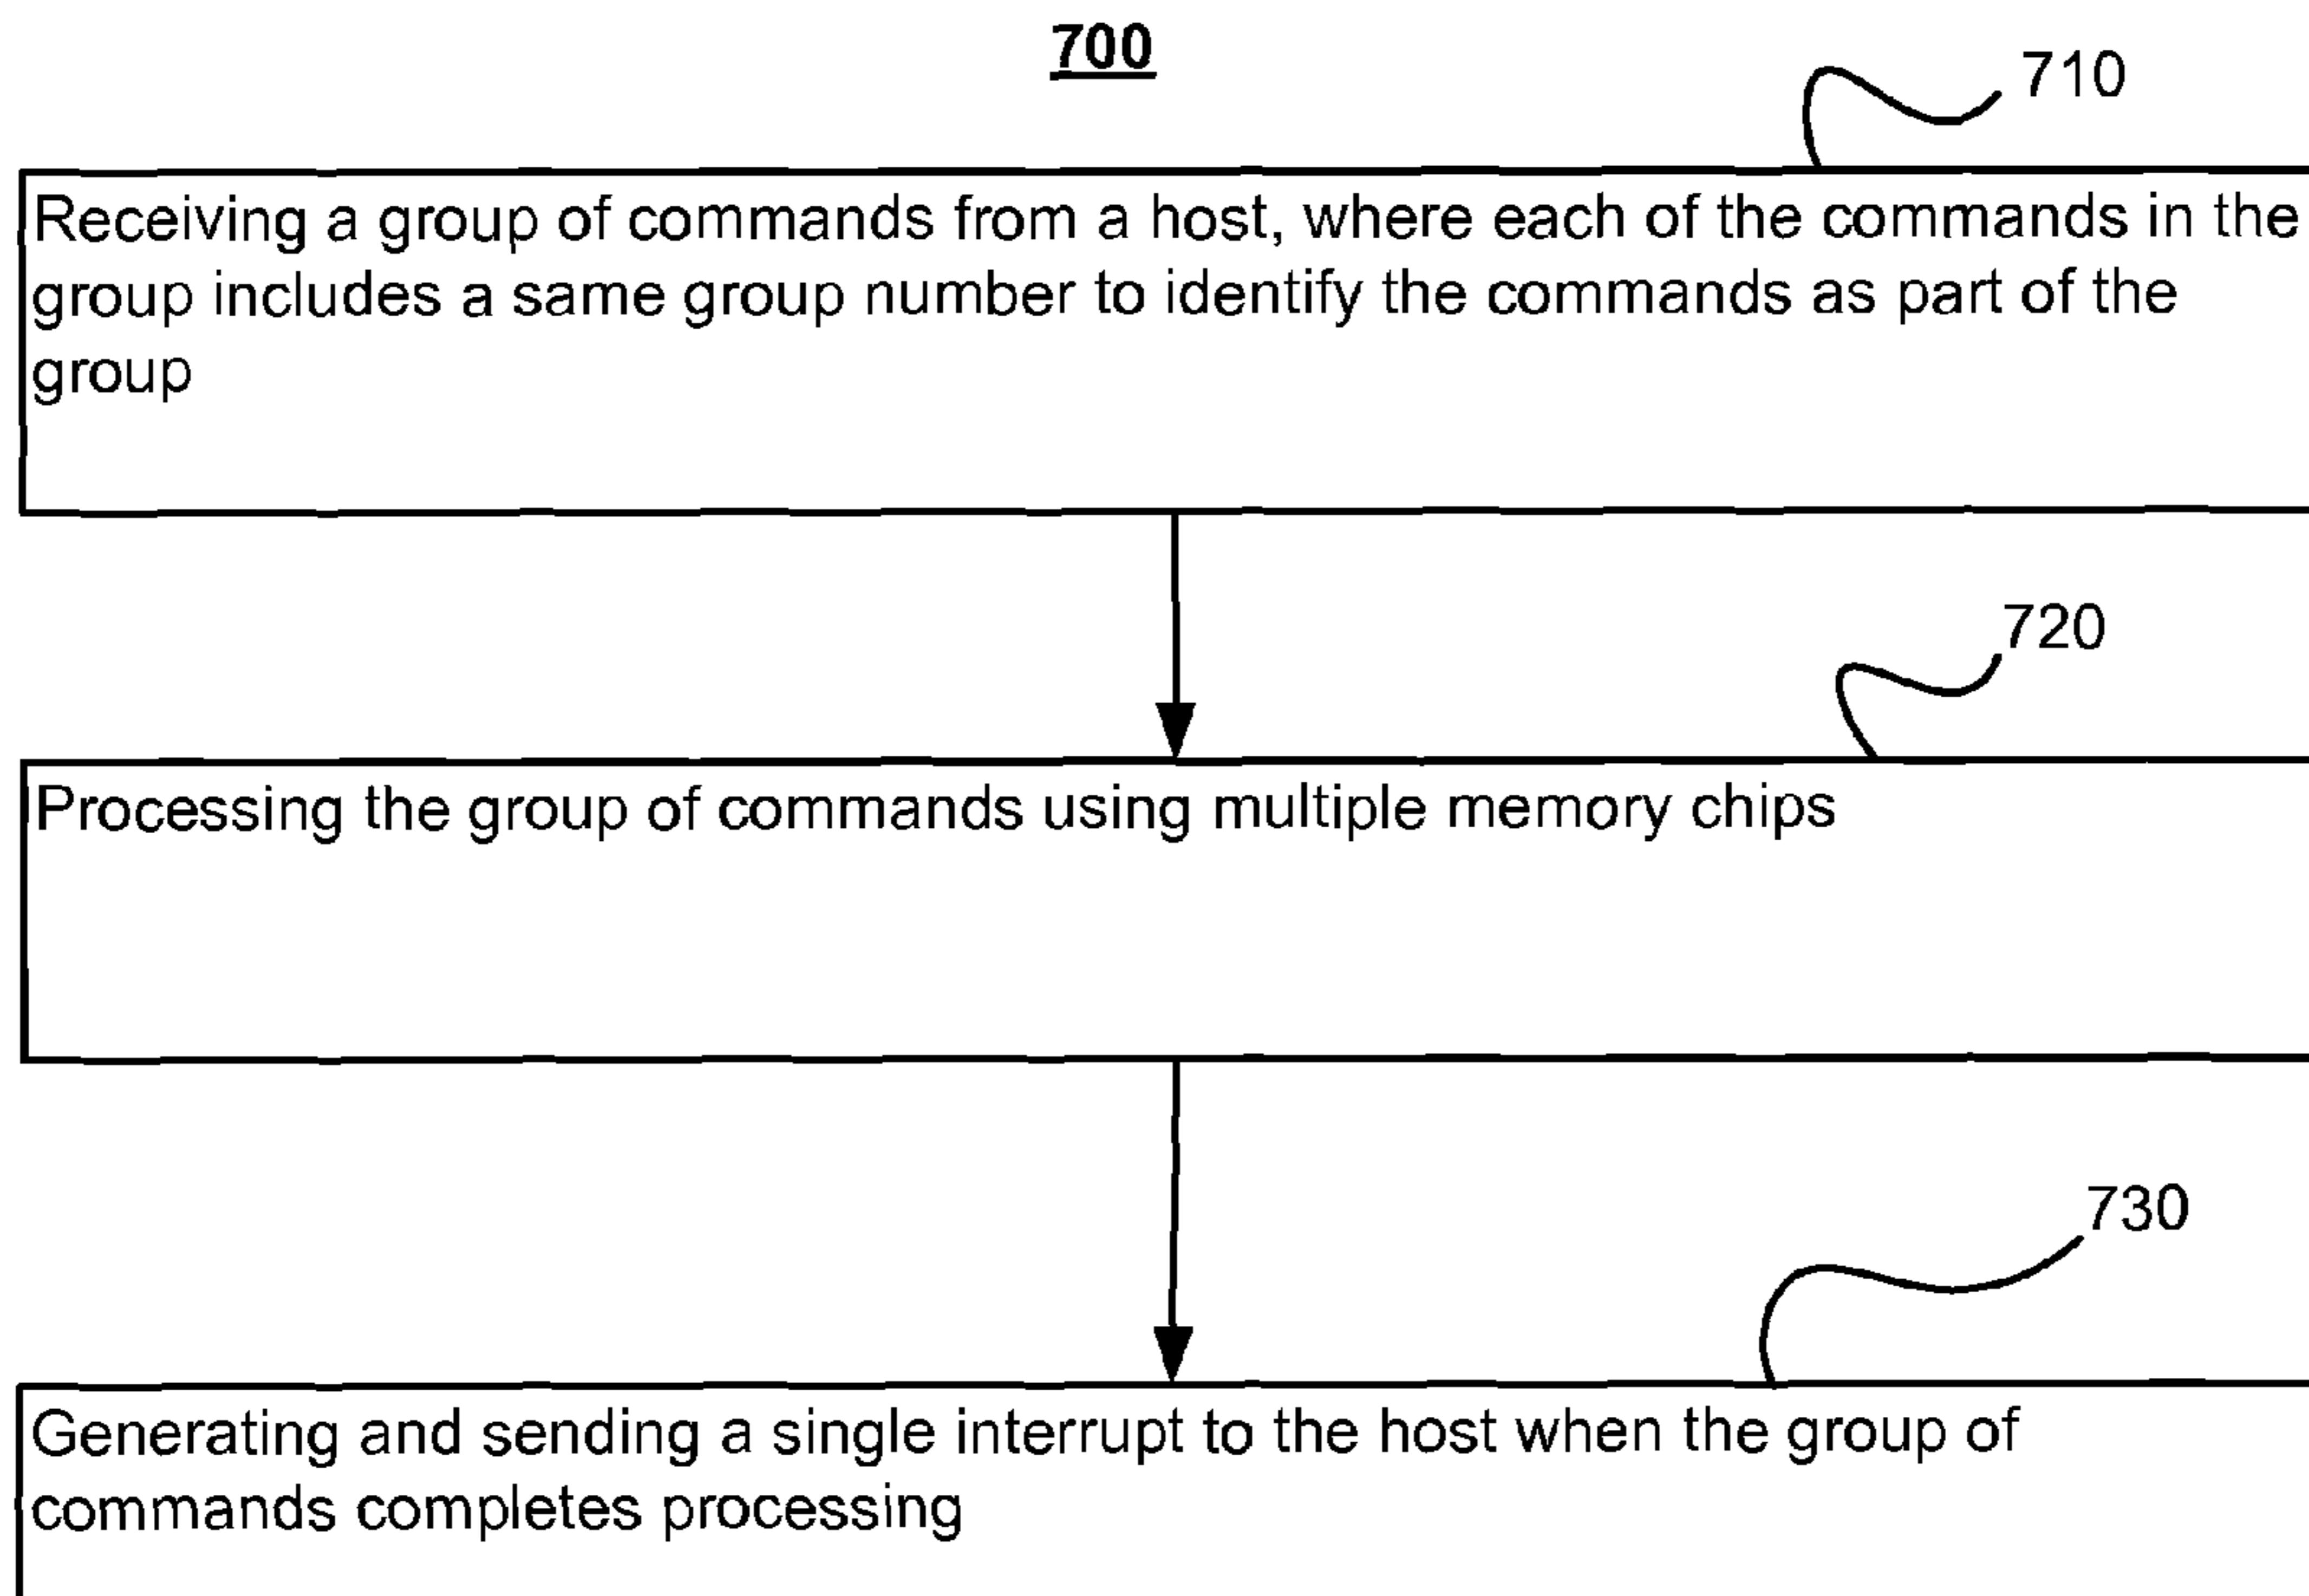 700
710
Receiving a group of commands from a host, where each of the commands in the
group includes a same group number to identify the commands as part of the
group
720
Processing the group of commands using multiple memory chips
730
Generating and sending a single interrupt to the host when the group of
commands completes processing